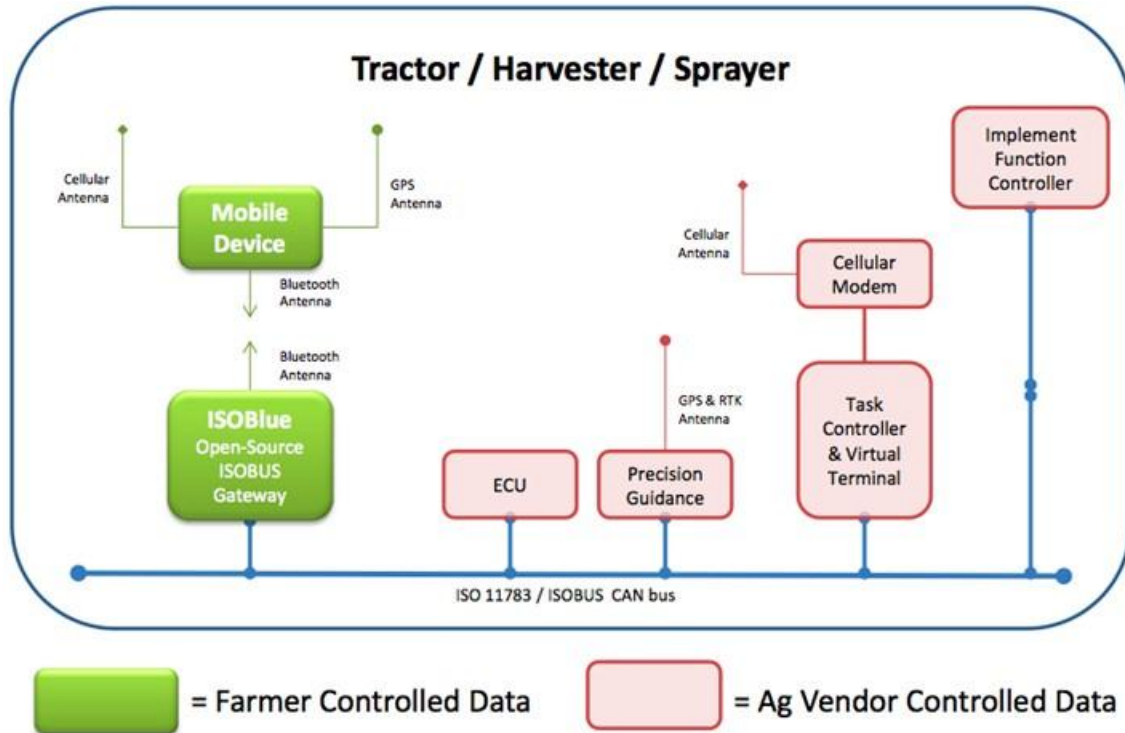 Tractor / Harvester / Sprayer
Cellular
Antenna
Mobile
Device
GPS
Antenna
Bluetooth
Antenna
Bluetooth
Antenna
ISOBlue
Open-Source
ISOBUS
Gateway
ECU
GPS & RTK
Antenna
Precision
Guidance
Cellular
Antenna
Cellular
Modem
Task
Controller
& Virtual
Terminal
Implement
Function
Controller
ISO 11783 / ISOBUS CAN bus
= Farmer Controlled Data
= Ag Vendor Controlled Data